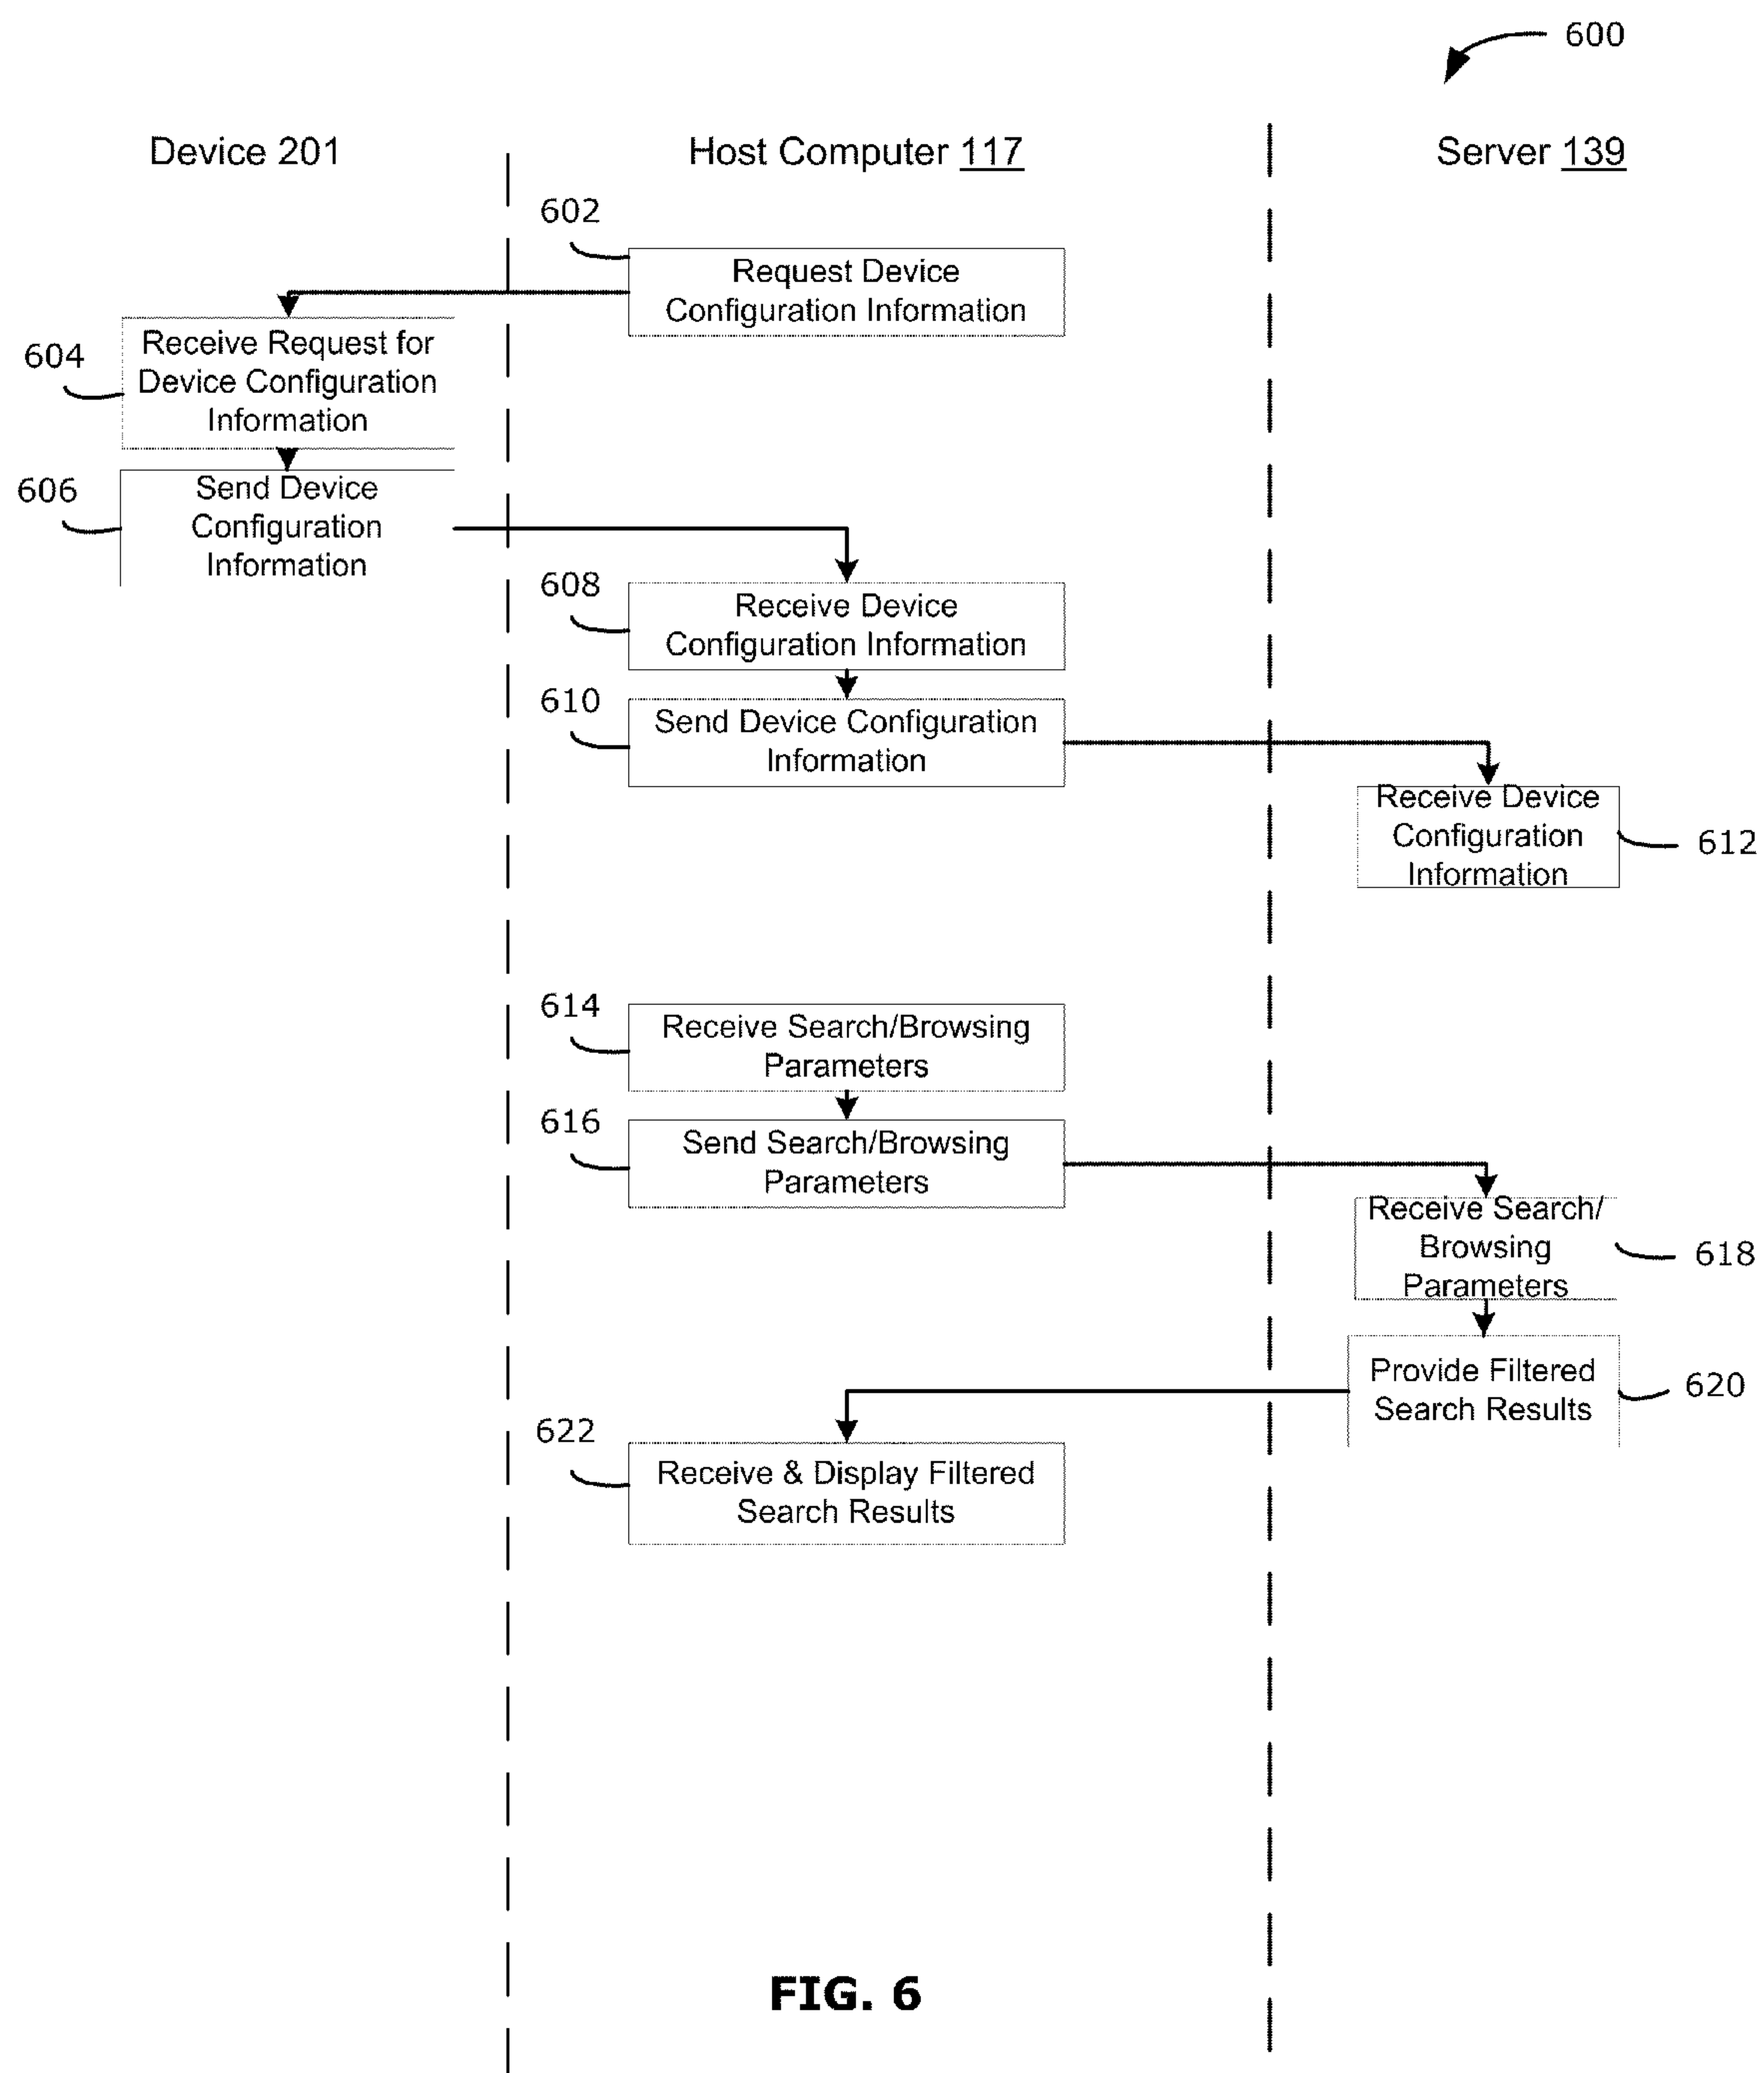 600
Device 201
Host Computer 117
Server 139
602
Request Device
Configuration Information
604
Receive Request for
Device Configuration
Information
606
Send Device
Configuration
Information
608
Receive Device
Configuration Information
610
Send Device Configuration
Information
Receive Device
Configuration
Information
612
614
Receive Search/Browsing
Parameters
616
Send Search/Browsing
Parameters
Receive Search/
Browsing
Parameters
618
Provide Filtered
Search Results
620
622
Receive & Display Filtered
Search Results
FIG. 6